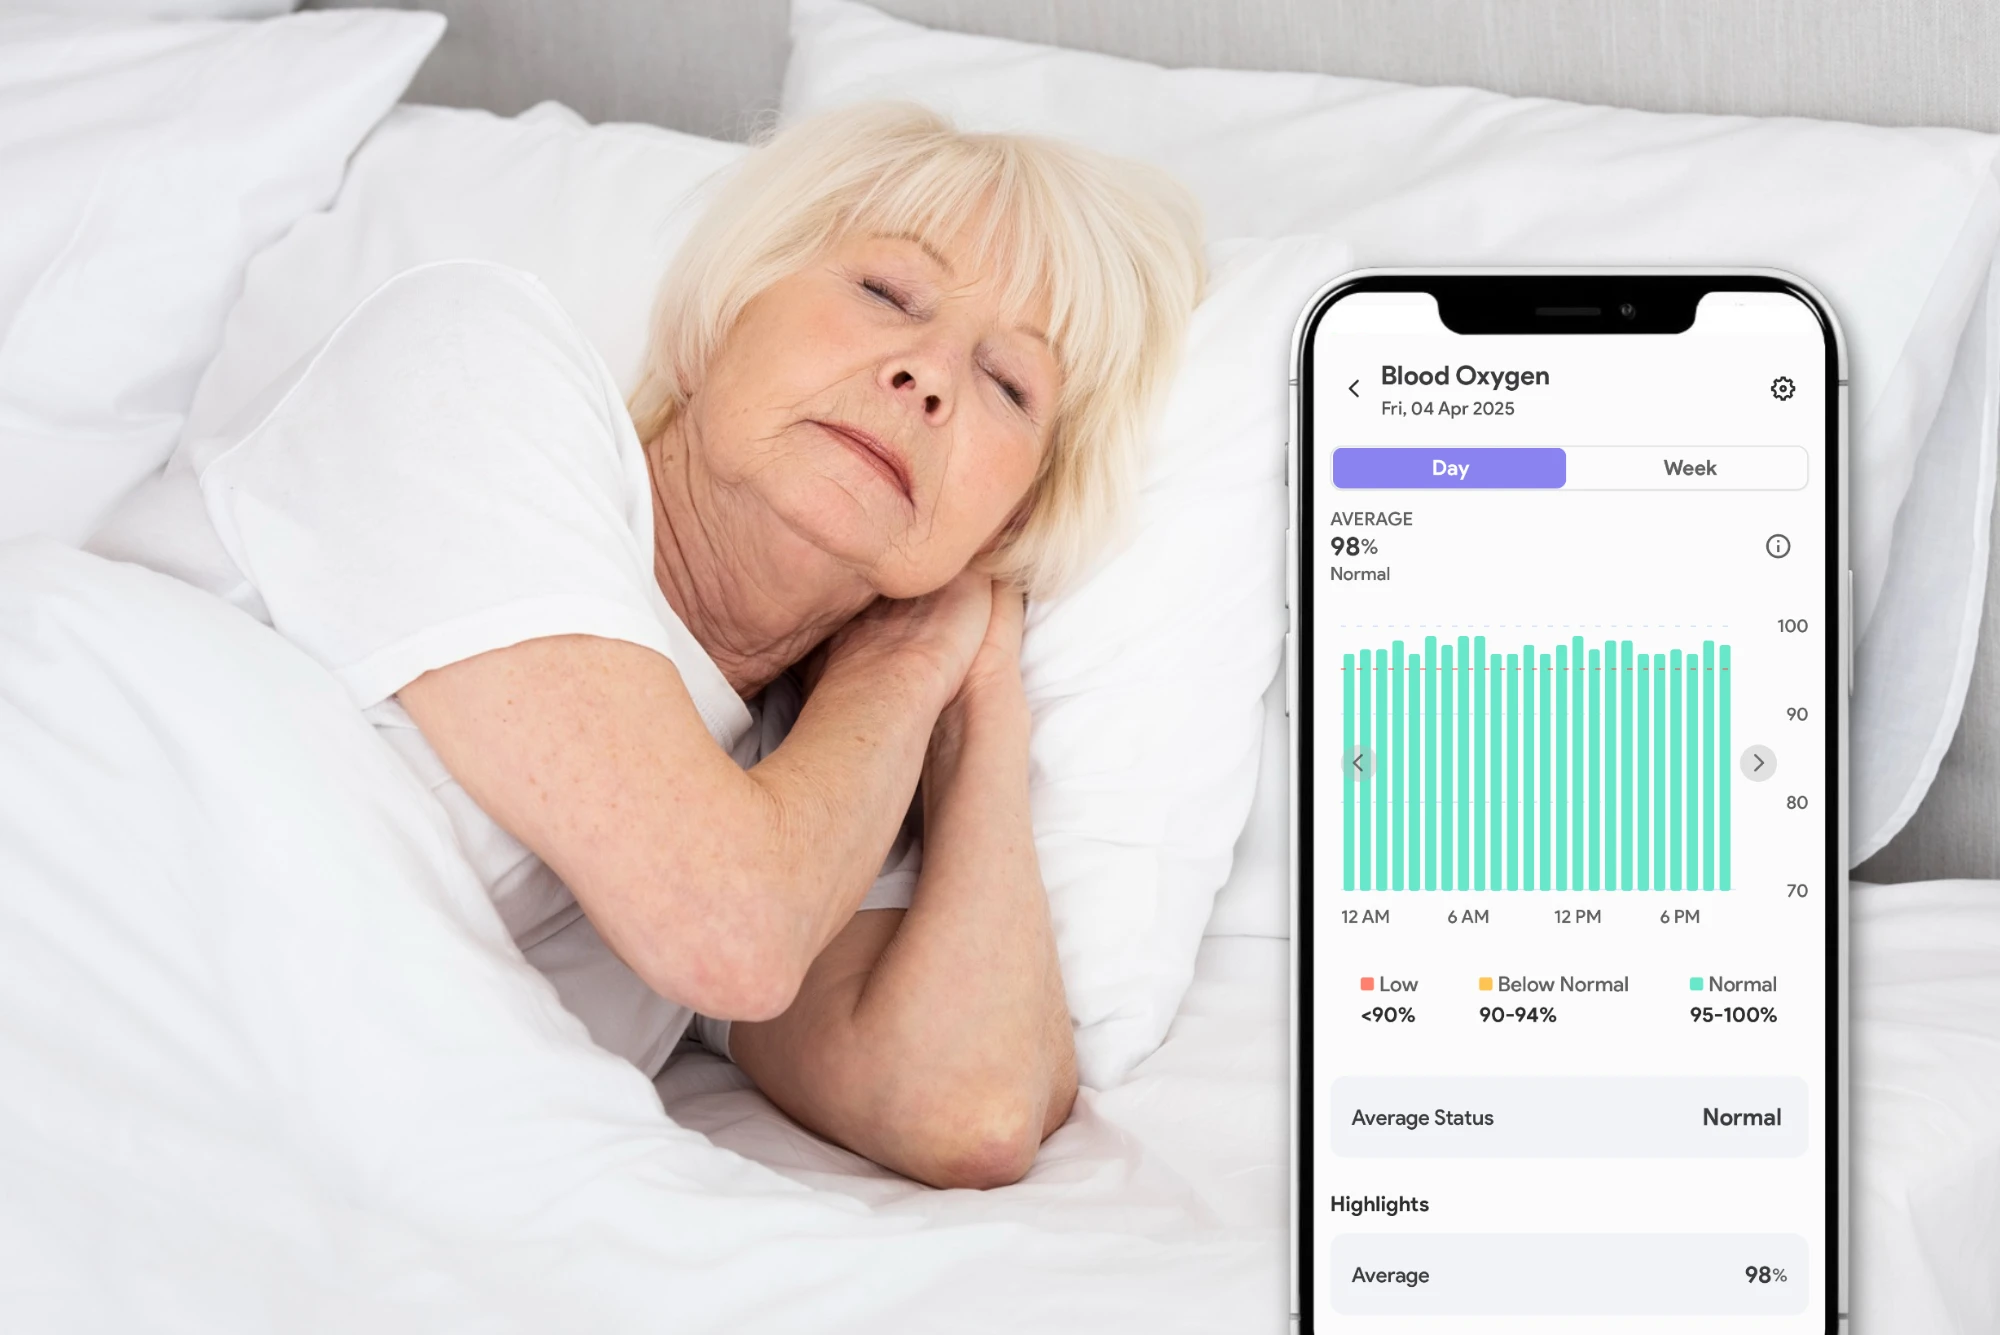 Blood Oxygen
Fri, 04 Apr 2025
Day Week
AVERAGE
98%
Normal
100
90
80
70
12 AM 6 AM 12 PM 6 PM
Low Below Normal Normal
<90% 90-94% 95-100%
Average Status Normal
Highlights
Average 98%